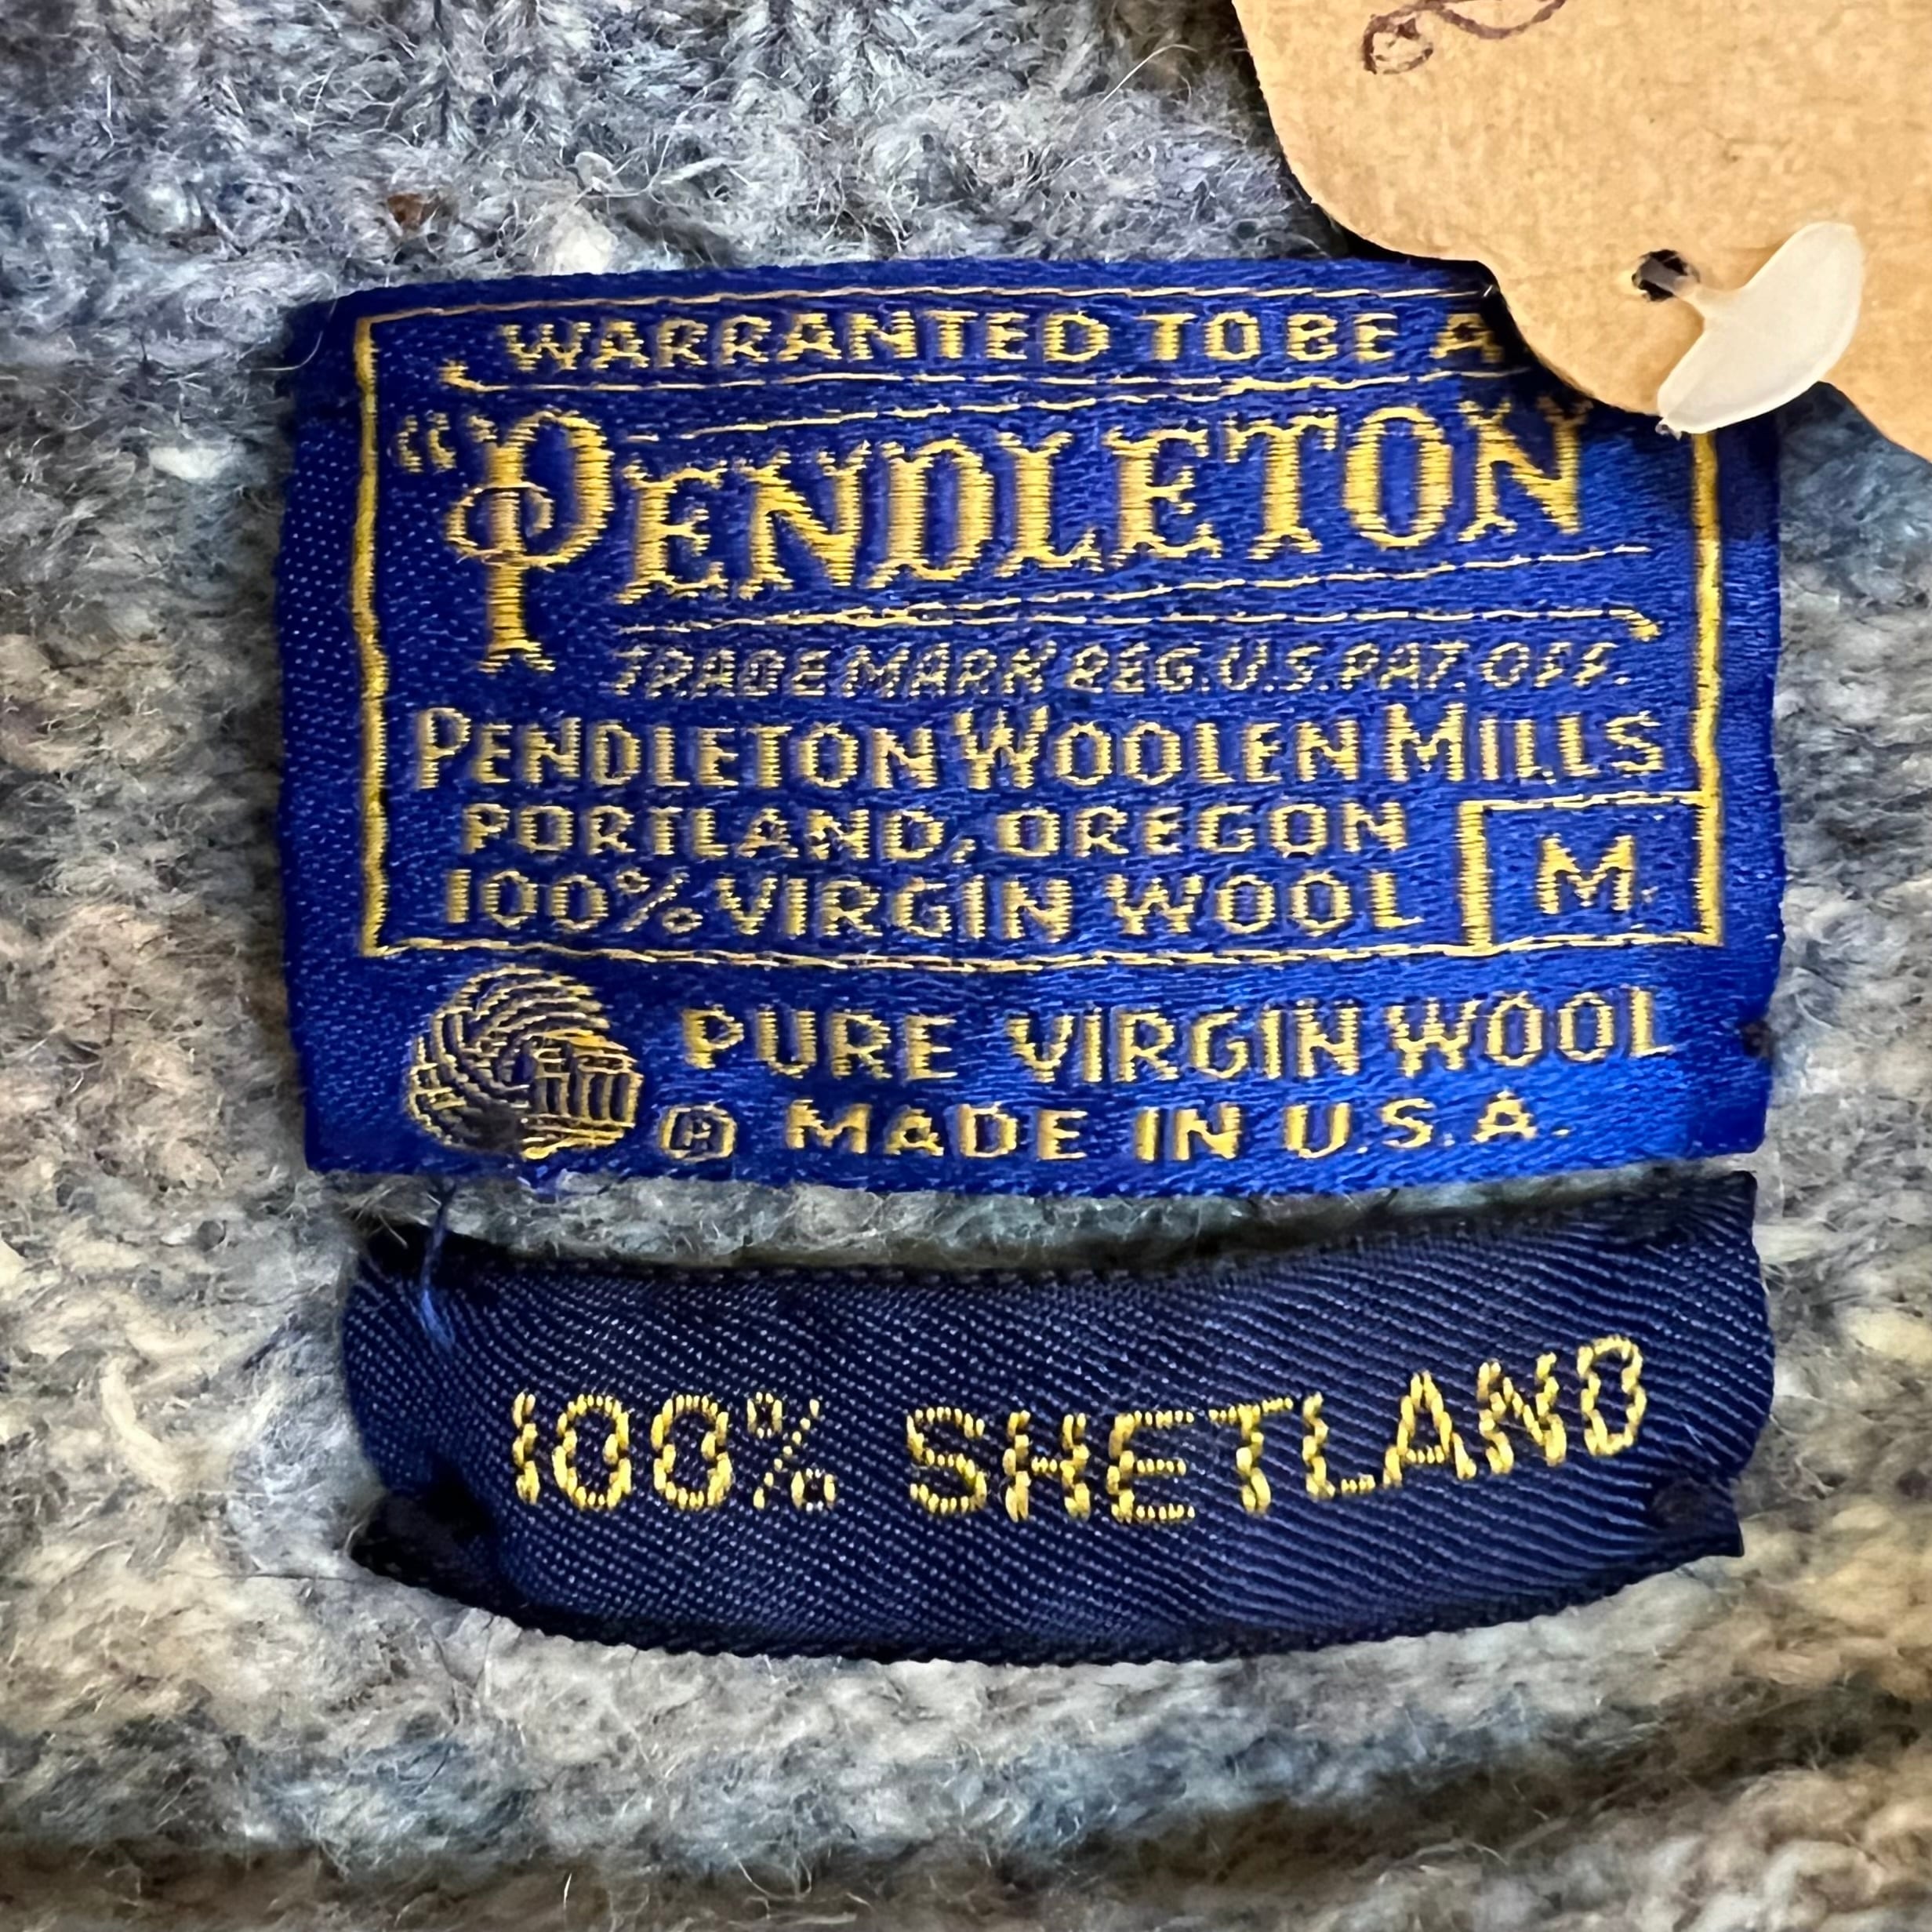 WARRANTED TO BE A
"PENDLETON"
TRADE MARK REG. U.S. PAT. OFF.
PENDLETON WOOLEN MILLS
PORTLAND, OREGON
100% VIRGIN WOOL
M.
PURE VIRGIN WOOL
® MADE IN U.S.A.
100% SHETLAND